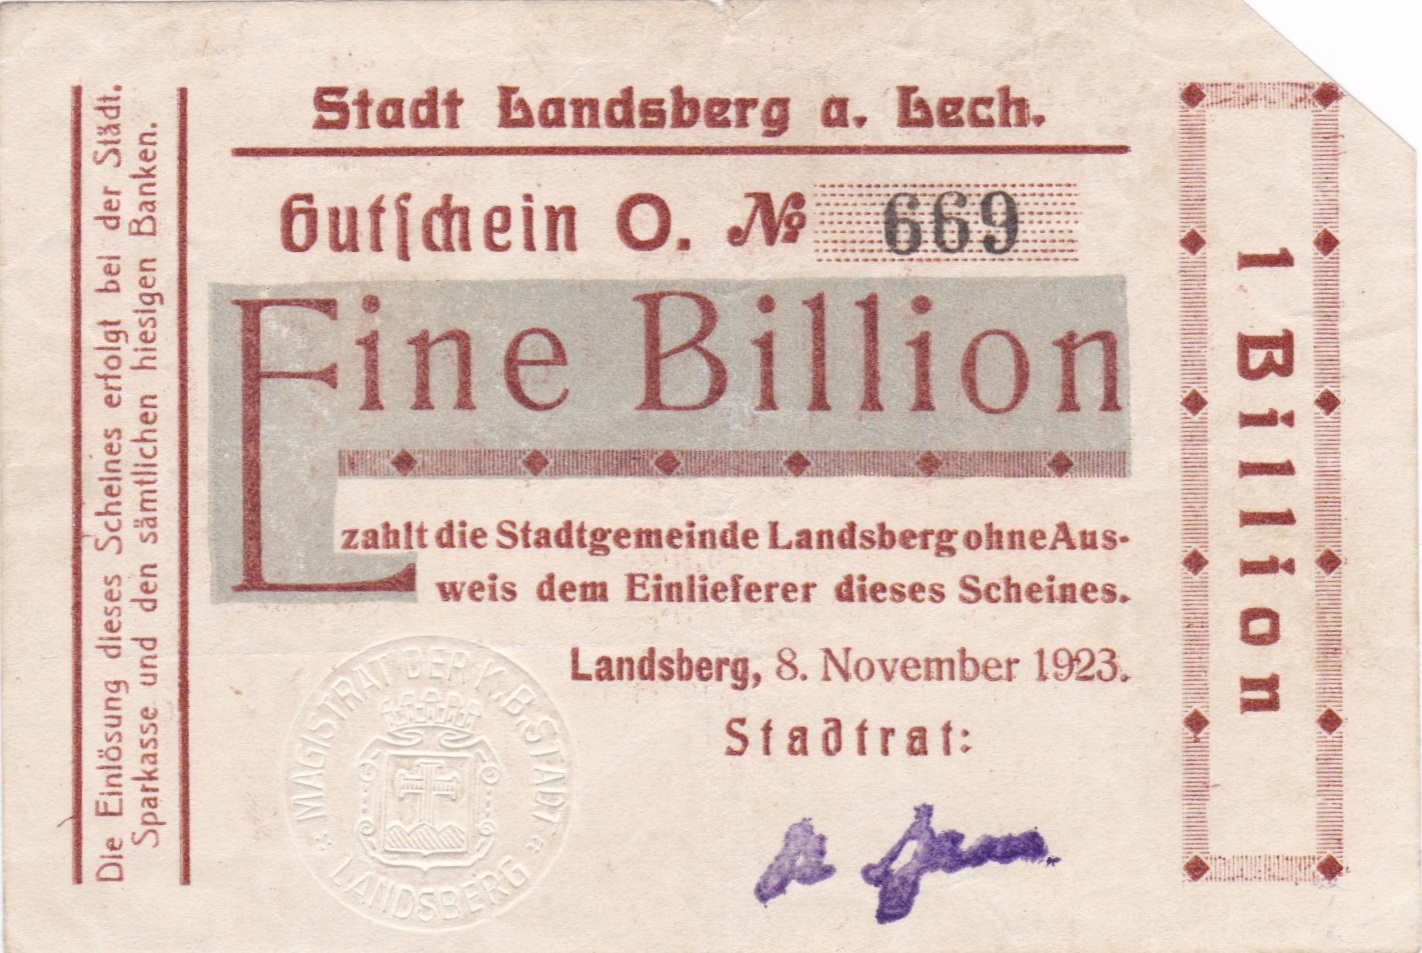 Stadt Landsberg a. Lech.
Gutschein O. № 669
Eine Billion
zahlt die Stadtgemeinde Landsberg ohne Aus-
weis dem Einlieferer dieses Scheines.
Landsberg, 8. November 1923.
Stadtrat:
Die Einlösung dieses Scheines erfolgt bei der Städt.
Sparkasse und den sämtlichen hiesigen Banken.
1 Billion
MAGISTRAT DER K. B. STADT
* LANDSBERG *